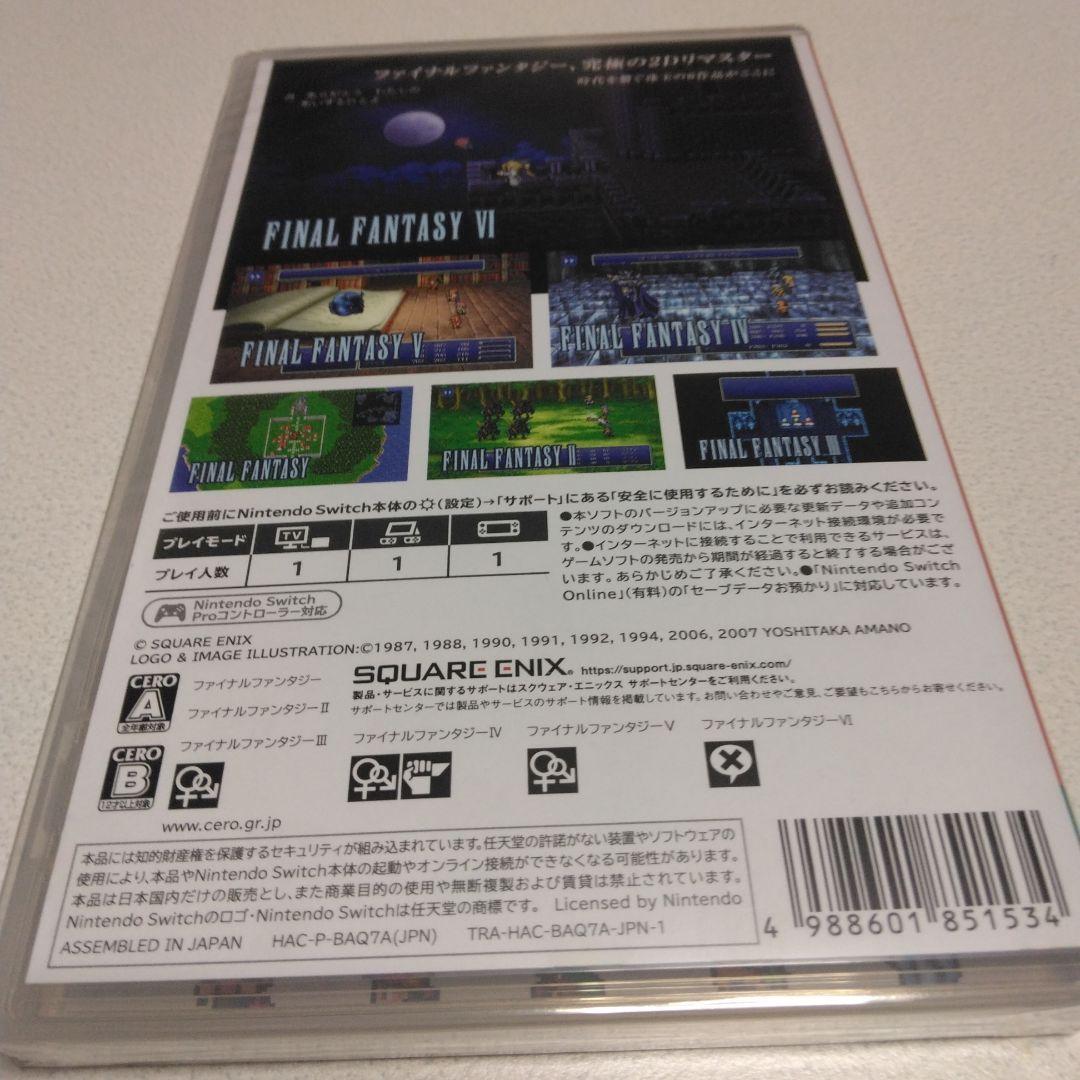 ファイナルファンタジー、究極の2Dリマスター
時代を繋ぐ珠玉の6作品がここに
FINAL FANTASY VI
FINAL FANTASY V
FINAL FANTASY IV
FINAL FANTASY
FINAL FANTASY II
FINAL FANTASY III
ご使用前にNintendo Switch本体の(設定)→「サポート」にある「安全に使用するために」を必ずお読みください。
プレイモード
TV
プレイ人数
1
1
1
●本ソフトのバージョンアップに必要な更新データや追加コン
テンツのダウンロードには、インターネット接続環境が必要で
す。●インターネットに接続することで利用できるサービスは、
ゲームソフトの発売から期間が経過すると終了する場合がござ
います。あらかじめご了承ください。●「Nintendo Switch
Online」(有料)の「セーブデータお預かり」に対応しています。
Nintendo Switch
Proコントローラー対応
© SQUARE ENIX
LOGO & IMAGE ILLUSTRATION:©1987, 1988, 1990, 1991, 1992, 1994, 2006, 2007 YOSHITAKA AMANO
SQUARE ENIX® https://support.jp.square-enix.com/
製品・サービスに関するサポートはスクウェア・エニックス サポートセンターをご利用ください。
サポートセンターでは製品やサービスのサポート情報を掲載しています。お問い合わせやご意見、ご要望もこちらからお寄せください。
CERO
A
全年齢対象
ファイナルファンタジー
ファイナルファンタジーII
CERO
B
12才以上対象
ファイナルファンタジーIII
ファイナルファンタジーIV
ファイナルファンタジーV
ファイナルファンタジーVI
www.cero.gr.jp
本品には知的財産権を保護するセキュリティが組み込まれています。任天堂の許諾がない装置やソフトウェアの
使用により、本品やNintendo Switch本体の起動やオンライン接続ができなくなる可能性があります。
本品は日本国内だけの販売とし、また商業目的の使用や無断複製および賃貸は禁止されています。
Nintendo Switchのロゴ・Nintendo Switchは任天堂の商標です。 Licensed by Nintendo
ASSEMBLED IN JAPAN HAC-P-BAQ7A(JPN) TRA-HAC-BAQ7A-JPN-1
4 988601 851534